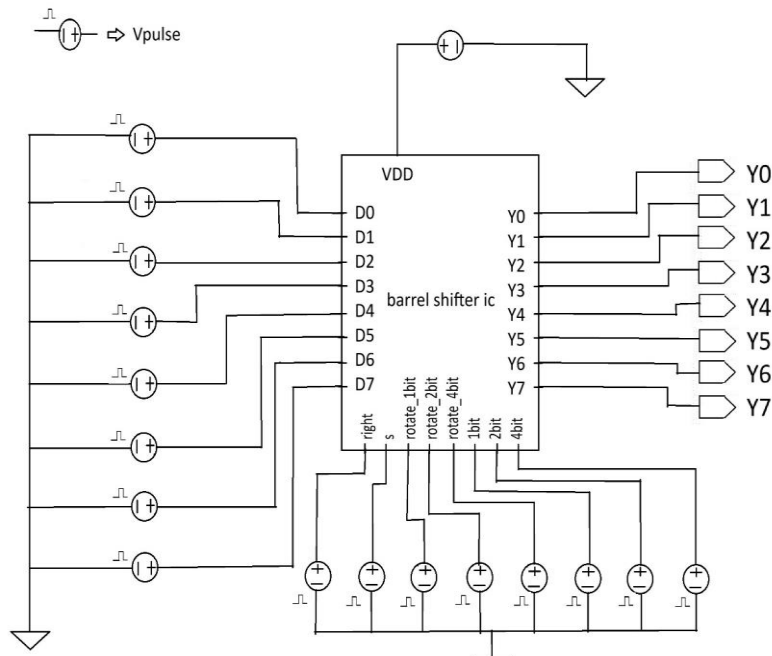 Vpulse
VDD
D0
D1
D2
D3
D4
D5
D6
D7
barrel shifter ic
Y0
Y1
Y2
Y3
Y4
Y5
Y6
Y7
right
s
rotate_1bit
rotate_2bit
rotate_4bit
1bit
2bit
4bit
Y0
Y1
Y2
Y3
Y4
Y5
Y6
Y7